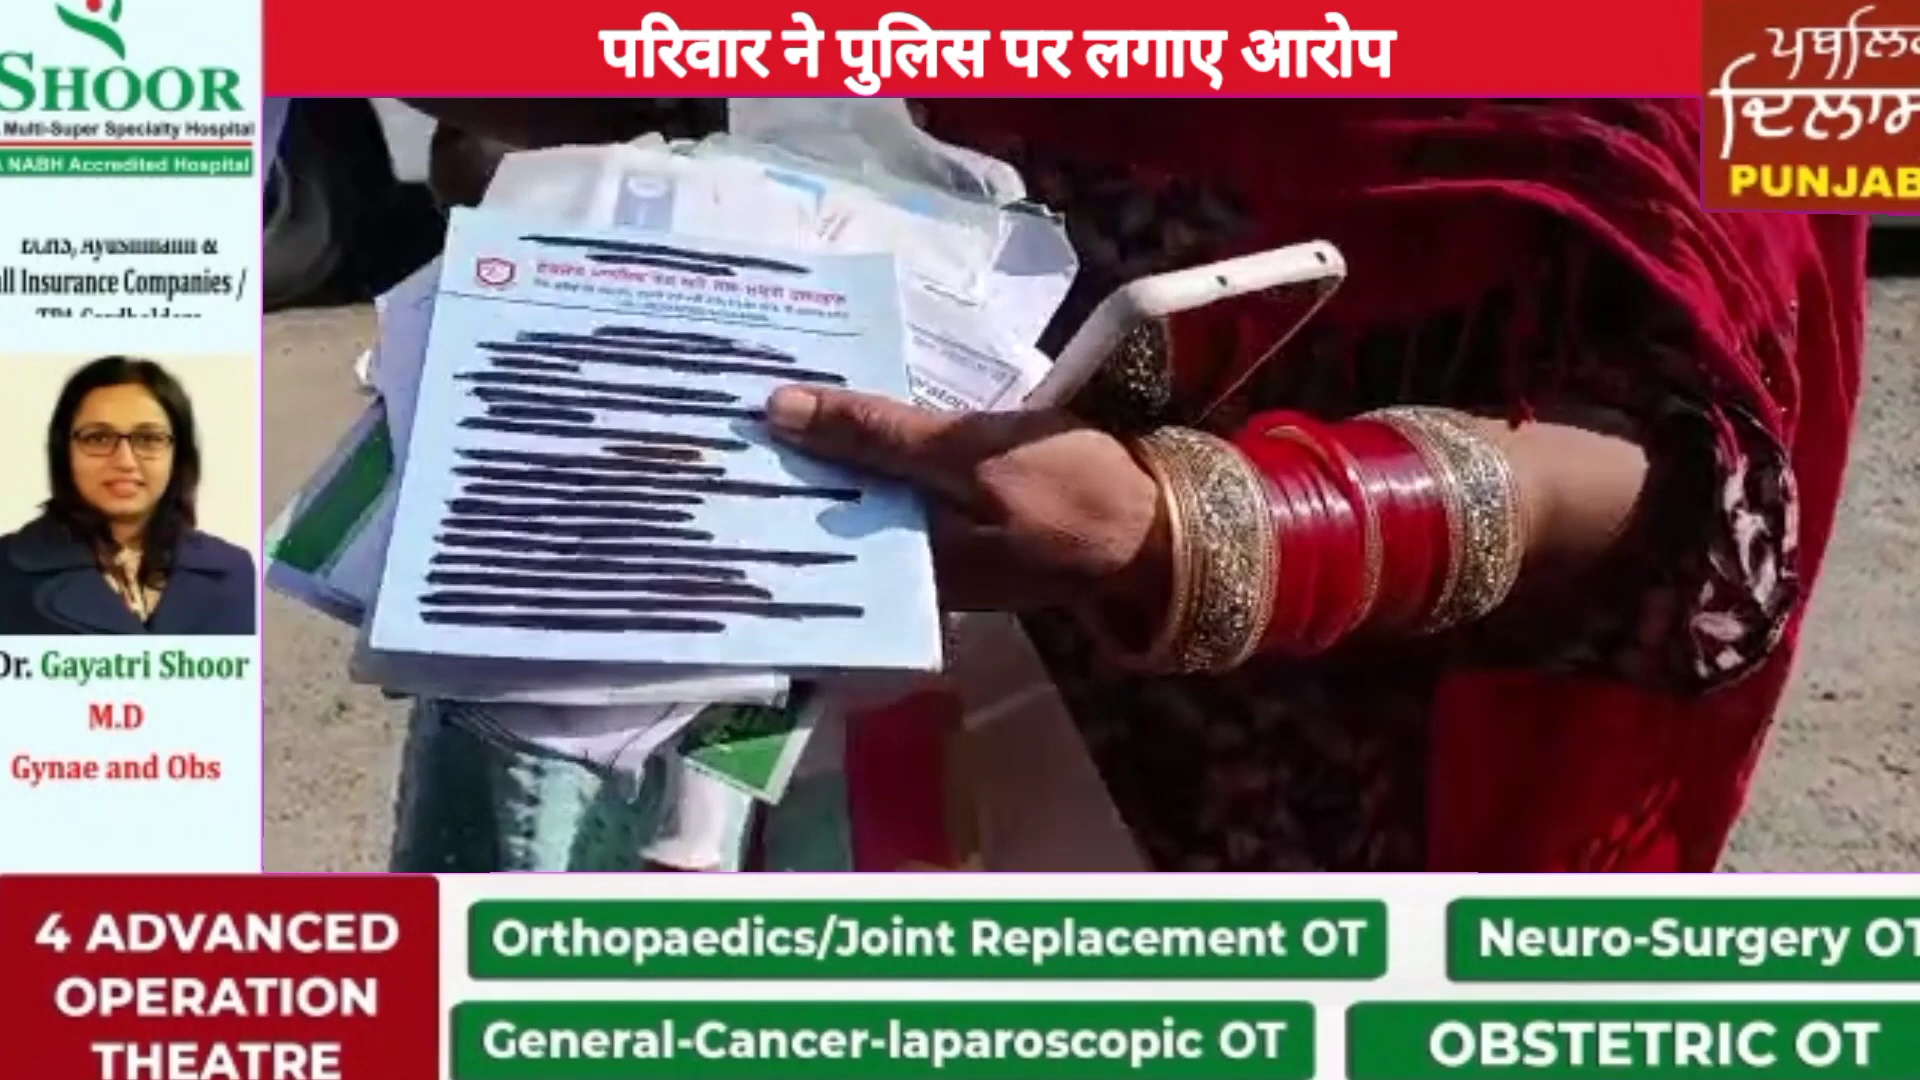 परिवार ने पुलिस पर लगाए आरोप
SHOOR
Multi-Super Specialty Hospital
NABH Accredited Hospital
Insurance Companies /
Dr. Gayatri Shoor
M.D
Gynae and Obs
PUNJAB
4 ADVANCED
OPERATION
THEATRE
Orthopaedics/Joint Replacement OT
Neuro-Surgery OT
General-Cancer-laparoscopic OT
OBSTETRIC OT